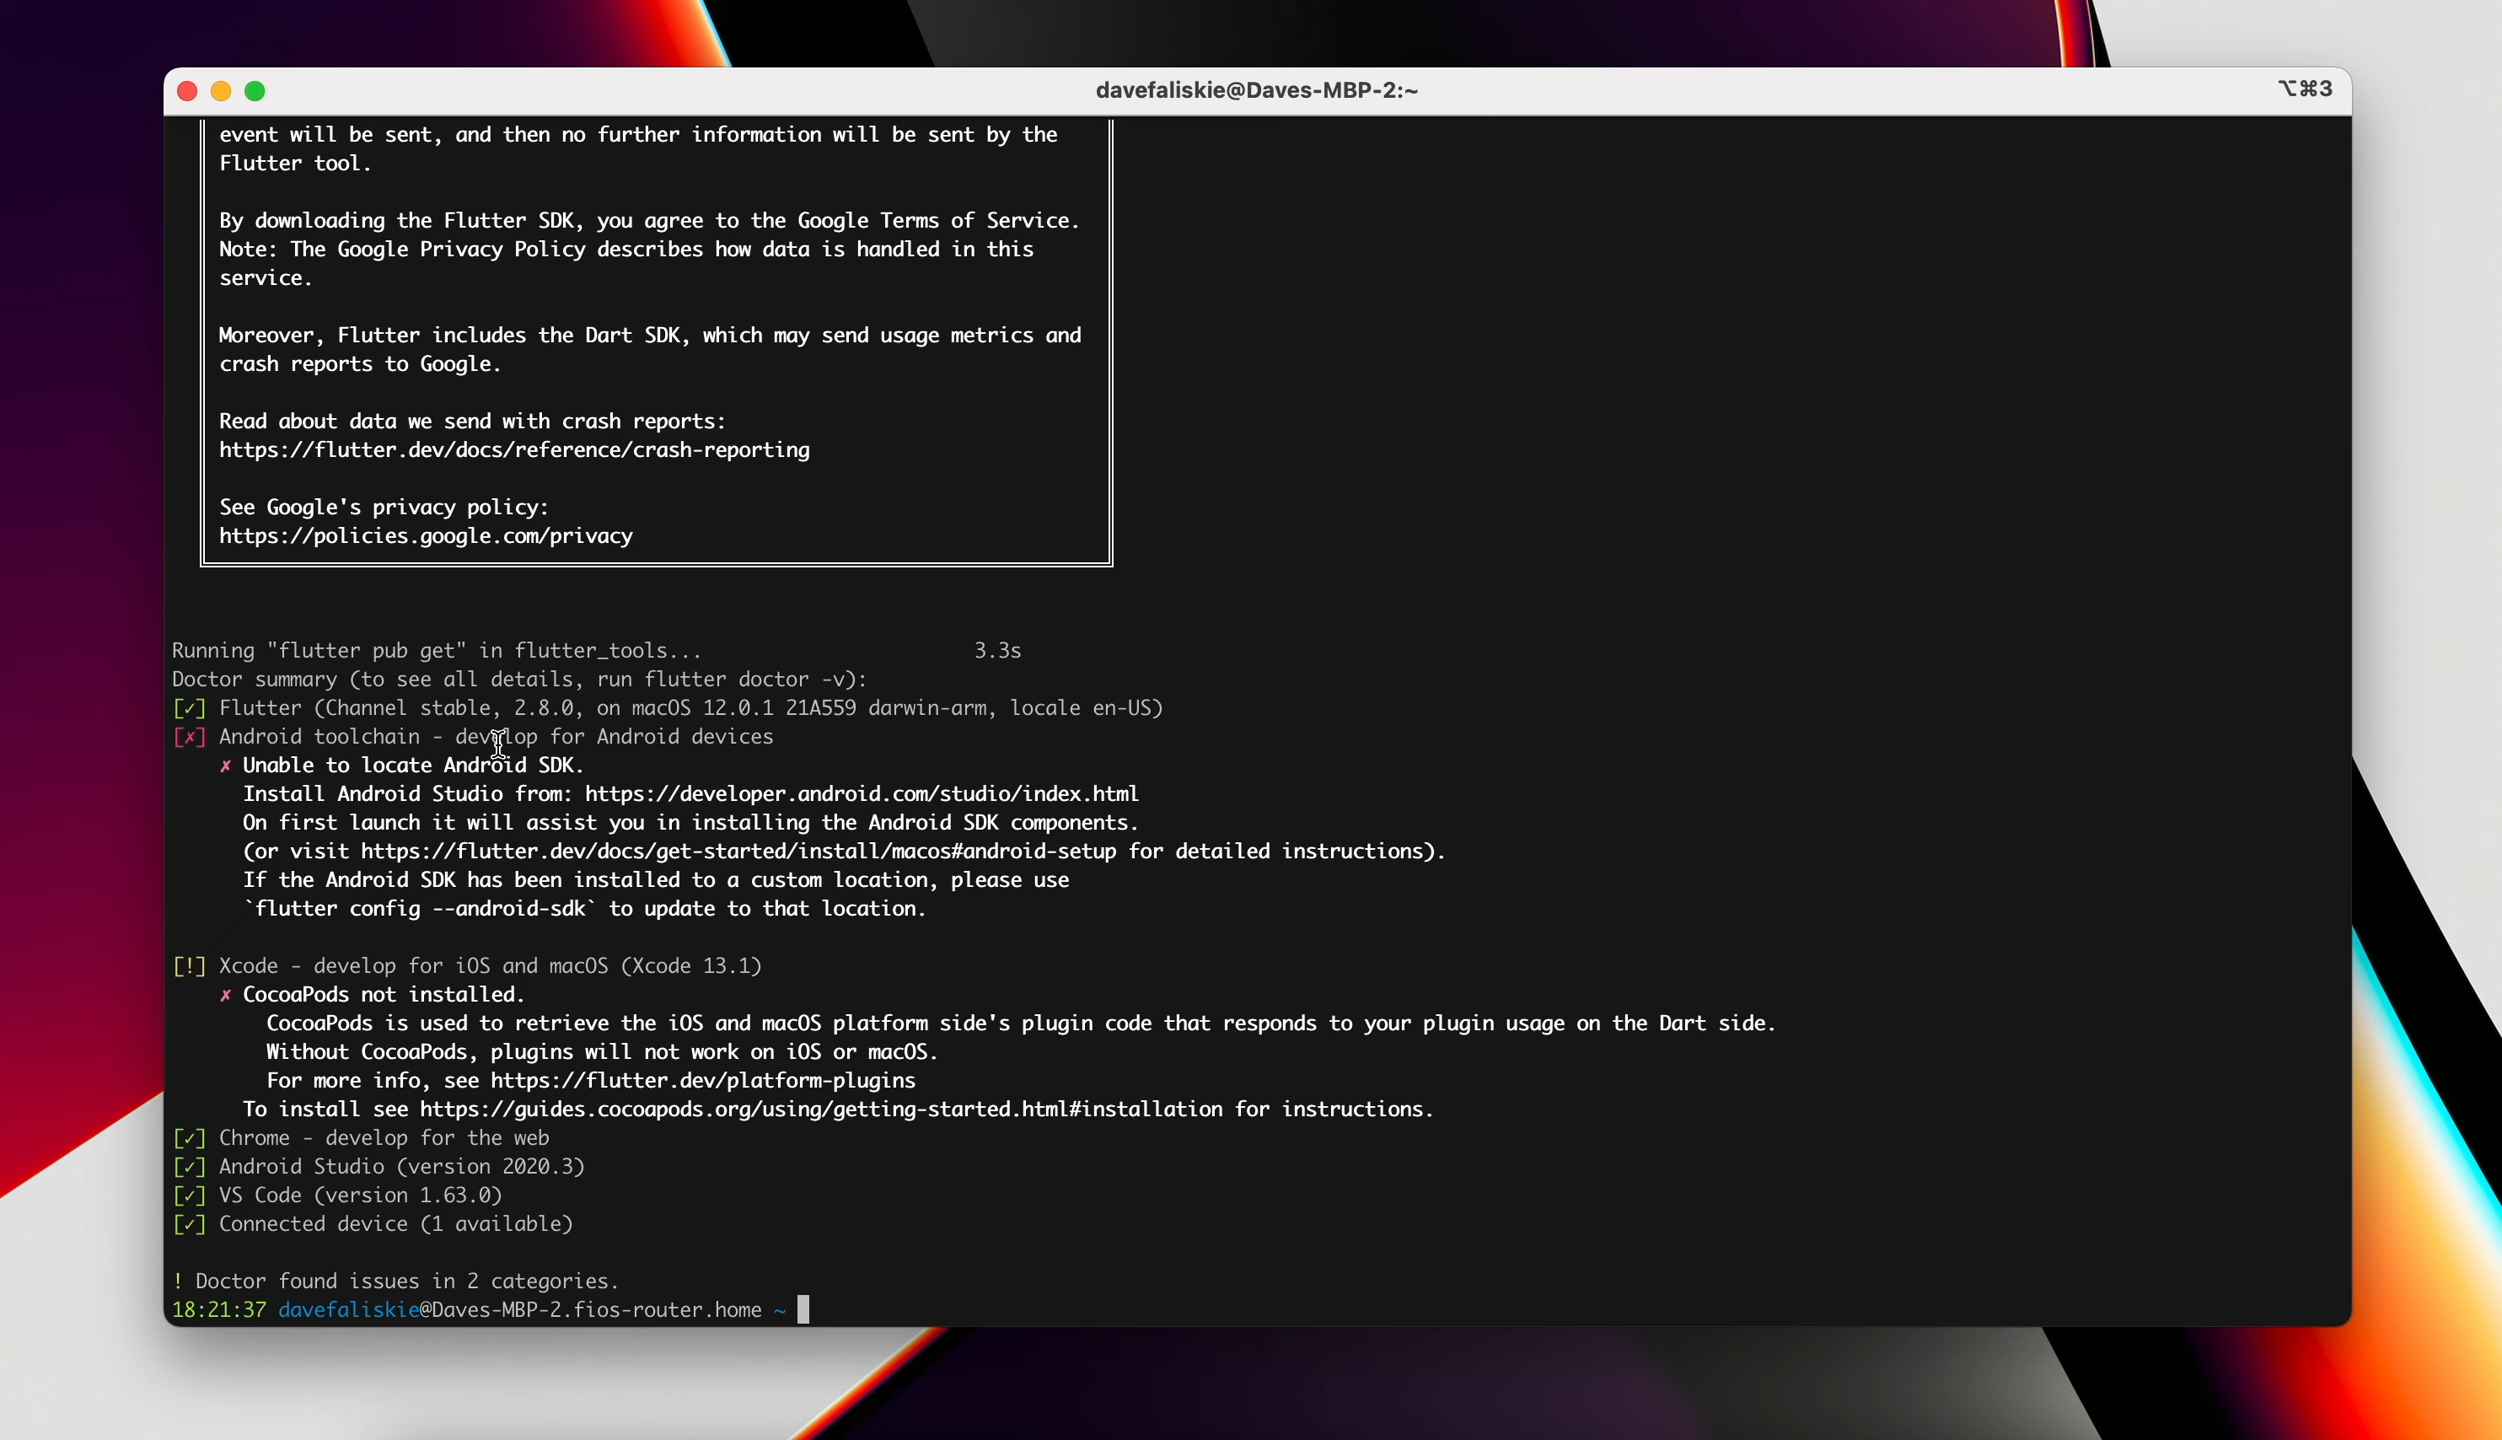 davefaliskie@Daves-MBP-2:~
⌥⌘3
event will be sent, and then no further information will be sent by the
Flutter tool.
By downloading the Flutter SDK, you agree to the Google Terms of Service.
Note: The Google Privacy Policy describes how data is handled in this
service.
Moreover, Flutter includes the Dart SDK, which may send usage metrics and
crash reports to Google.
Read about data we send with crash reports:
https://flutter.dev/docs/reference/crash-reporting
See Google's privacy policy:
https://policies.google.com/privacy
Running "flutter pub get" in flutter_tools... 3.3s
Doctor summary (to see all details, run flutter doctor -v):
[✓] Flutter (Channel stable, 2.8.0, on macOS 12.0.1 21A559 darwin-arm, locale en-US)
[✗] Android toolchain - develop for Android devices
✗ Unable to locate Android SDK.
Install Android Studio from: https://developer.android.com/studio/index.html
On first launch it will assist you in installing the Android SDK components.
(or visit https://flutter.dev/docs/get-started/install/macos#android-setup for detailed instructions).
If the Android SDK has been installed to a custom location, please use
`flutter config --android-sdk` to update to that location.
[!] Xcode - develop for iOS and macOS (Xcode 13.1)
✗ CocoaPods not installed.
CocoaPods is used to retrieve the iOS and macOS platform side's plugin code that responds to your plugin usage on the Dart side.
Without CocoaPods, plugins will not work on iOS or macOS.
For more info, see https://flutter.dev/platform-plugins
To install see https://guides.cocoapods.org/using/getting-started.html#installation for instructions.
[✓] Chrome - develop for the web
[✓] Android Studio (version 2020.3)
[✓] VS Code (version 1.63.0)
[✓] Connected device (1 available)
! Doctor found issues in 2 categories.
18:21:37 davefaliskie@Daves-MBP-2.fios-router.home ~